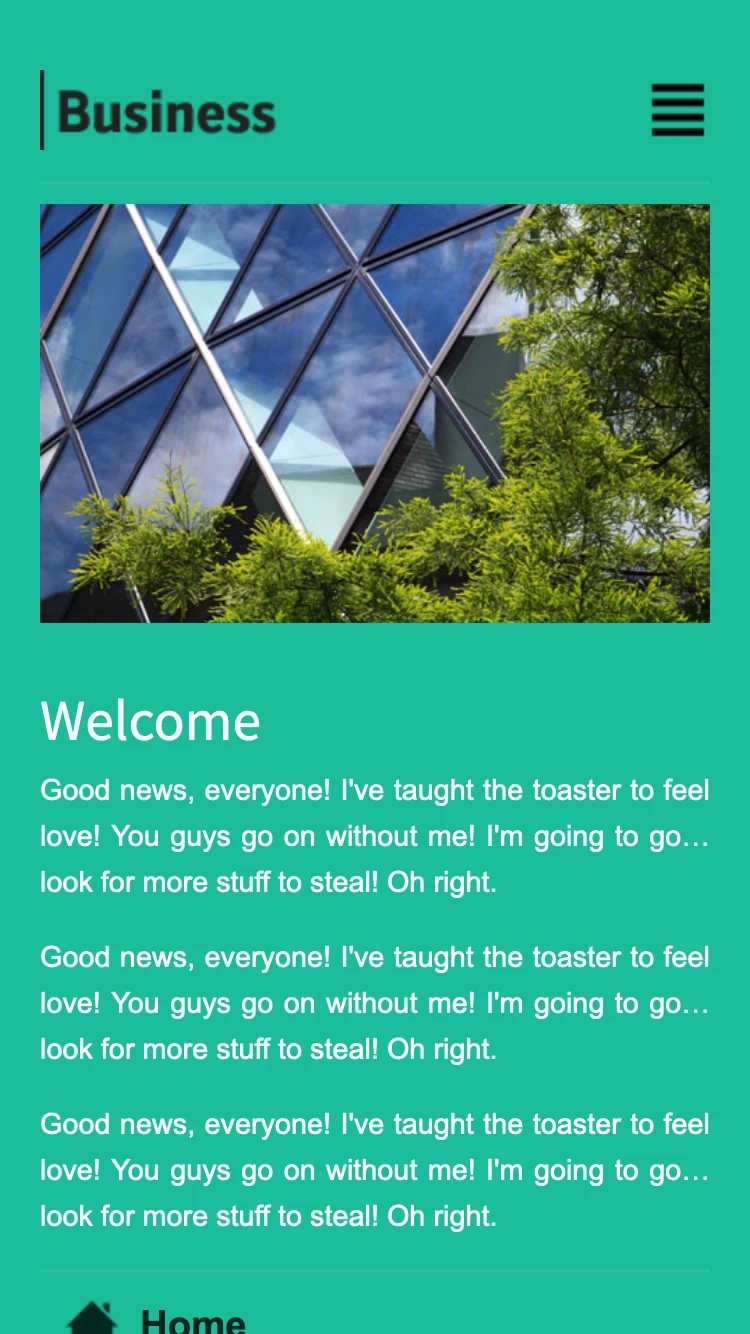 Business
Welcome
Good news, everyone! I've taught the toaster to feel
love! You guys go on without me! I'm going to go…
look for more stuff to steal! Oh right.
Good news, everyone! I've taught the toaster to feel
love! You guys go on without me! I'm going to go…
look for more stuff to steal! Oh right.
Good news, everyone! I've taught the toaster to feel
love! You guys go on without me! I'm going to go…
look for more stuff to steal! Oh right.
Home